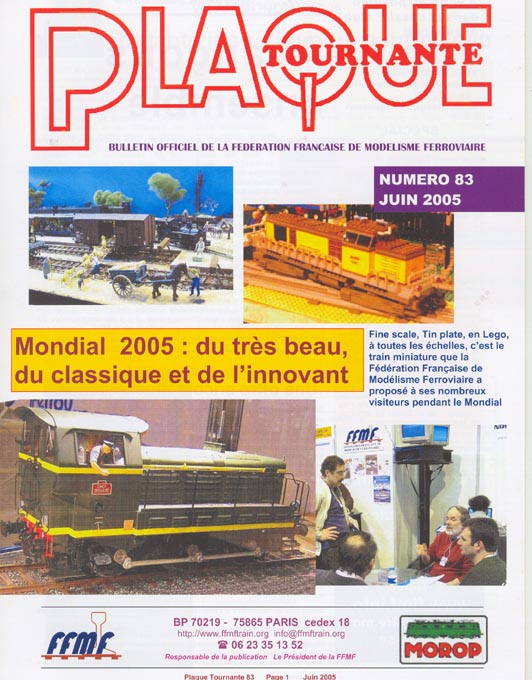 PLAQUE
TOURNANTE
BULLETIN OFFICIEL DE LA FEDERATION FRANCAISE DE MODELISME FERROVIAIRE
NUMERO 83
JUIN 2005
Mondial 2005 : du très beau,
du classique et de l'innovant
Fine scale, Tin plate, en Lego,
à toutes les échelles, c'est le
train miniature que la
Fédération Française de
Modélisme Ferroviaire a
proposé à ses nombreux
visiteurs pendant le Mondial
FFMF
FFMF
BP 70219 - 75865 PARIS cedex 18
http://www.ffmftrain.org info@ffmftrain.org
☎ 06 23 35 13 52
Responsable de la publication Le Président de la FFMF
MOROP
Plaque Tournante 83 Page 1 Juin 2005